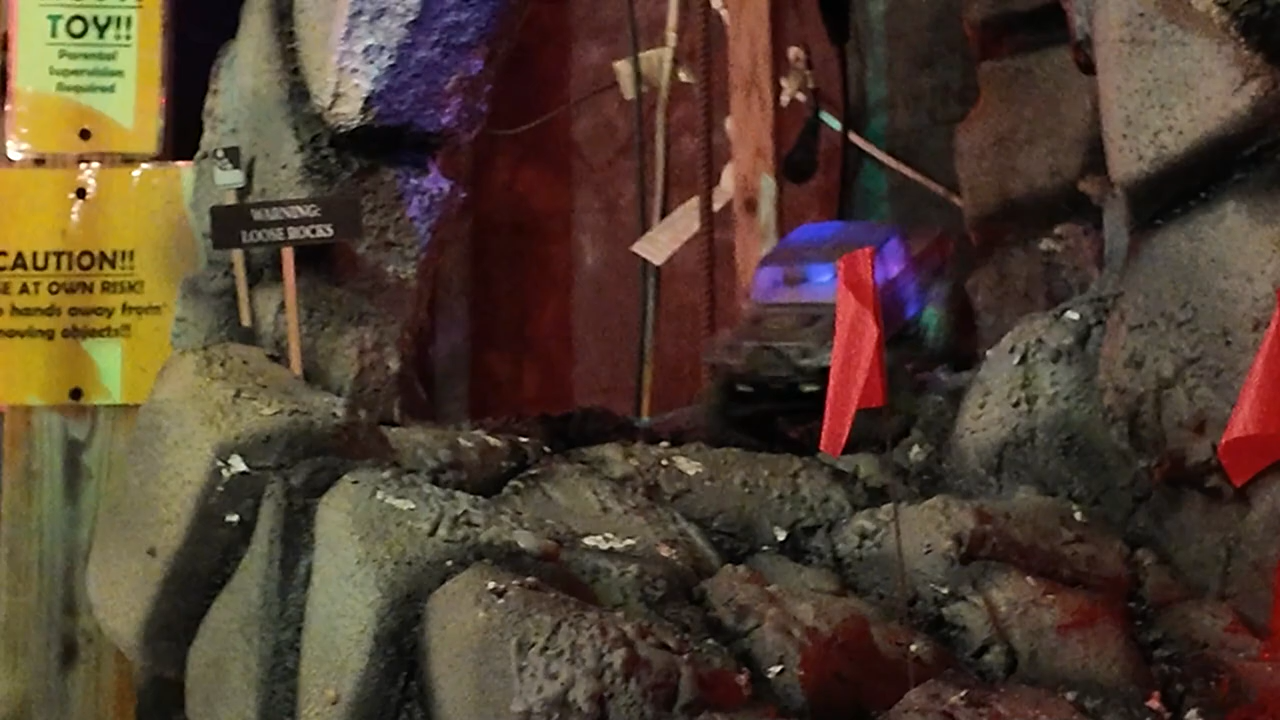 TOY!!
Parental
Supervision
Required
WARNING:
LOOSE ROCKS
CAUTION!!
E AT OWN RISK!
hands away from
moving objects!!